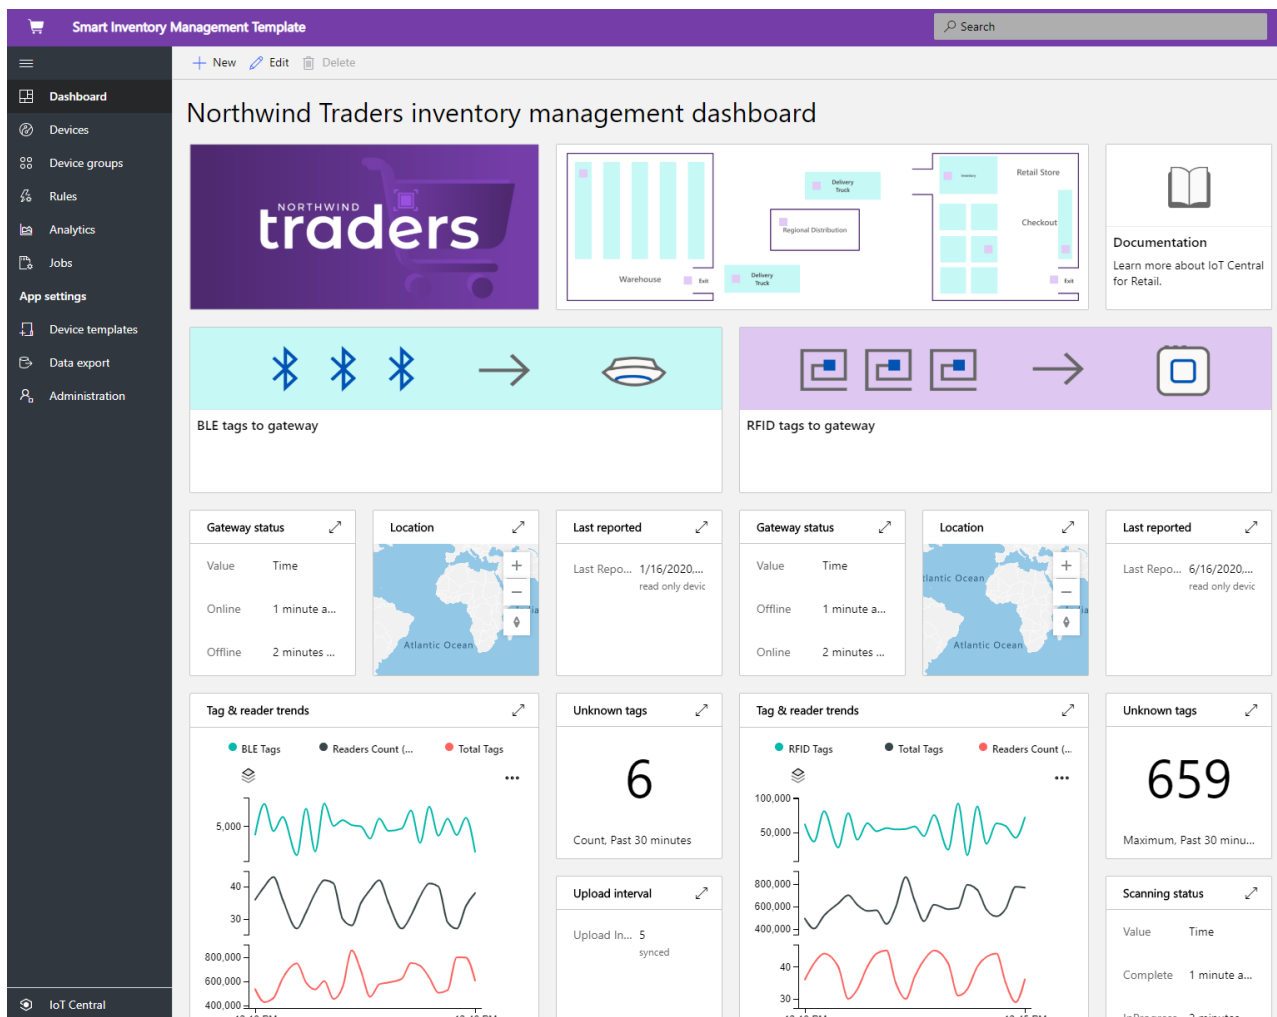 Smart Inventory Management Template
Search
New
Edit
Delete
Dashboard
Devices
Device groups
Rules
Analytics
Jobs
App settings
Device templates
Data export
Administration
IoT Central
Northwind Traders inventory management dashboard
NORTHWIND
traders
Warehouse
Exit
Delivery
Truck
Regional Distribution
Delivery
Truck
Inventory
Retail Store
Checkout
Exit
Documentation
Learn more about IoT Central
for Retail.
BLE tags to gateway
RFID tags to gateway
Gateway status
Value Time
Online 1 minute a...
Offline 2 minutes ...
Location
Atlantic Ocean
Last reported
Last Repo... 1/16/2020,...
read only devic
Gateway status
Value Time
Offline 1 minute a...
Online 2 minutes ...
Location
tlantic Ocean
Atlantic Ocean
Last reported
Last Repo... 6/16/2020,...
read only devic
Tag & reader trends
BLE Tags Readers Count (... Total Tags
5,000
40
30
800,000
600,000
400,000
Unknown tags
6
Count, Past 30 minutes
Upload interval
Upload In... 5
synced
Tag & reader trends
RFID Tags Total Tags Readers Count (...
100,000
50,000
800,000
600,000
400,000
40
30
Unknown tags
659
Maximum, Past 30 minu...
Scanning status
Value Time
Complete 1 minute a...
InProgress 2 minutes